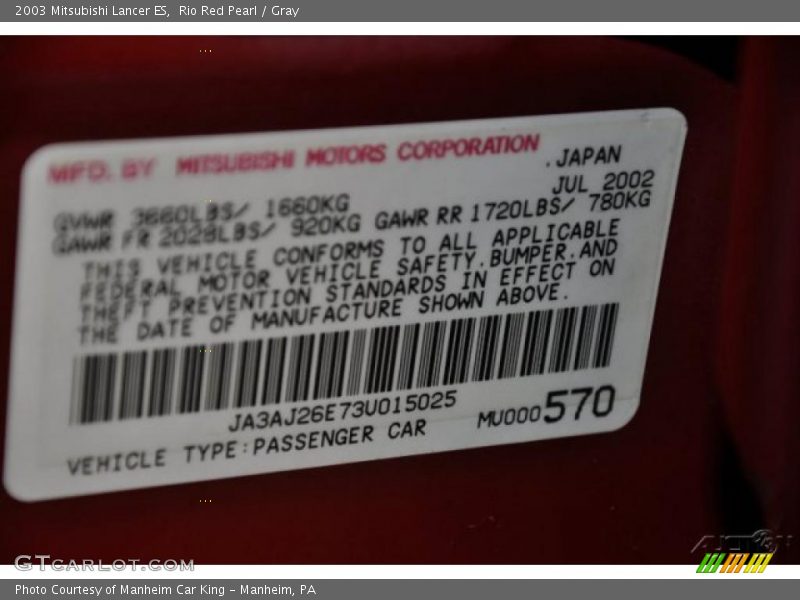 2003 Mitsubishi Lancer ES,  Rio Red Pearl / Gray
MFD. BY MITSUBISHI MOTORS CORPORATION
.JAPAN
JUL 2002
GVWR 3660LBS/ 1660KG
GAWR FR 2028LBS/ 920KG GAWR RR 1720LBS/ 780KG
THIS VEHICLE CONFORMS TO ALL APPLICABLE
FEDERAL MOTOR VEHICLE SAFETY.BUMPER.AND
THEFT PREVENTION STANDARDS IN EFFECT ON
THE DATE OF MANUFACTURE SHOWN ABOVE.
JA3AJ26E73U015025
MU000570
VEHICLE TYPE:PASSENGER CAR
GTCARLOT.COM
Photo Courtesy of Manheim Car King - Manheim, PA